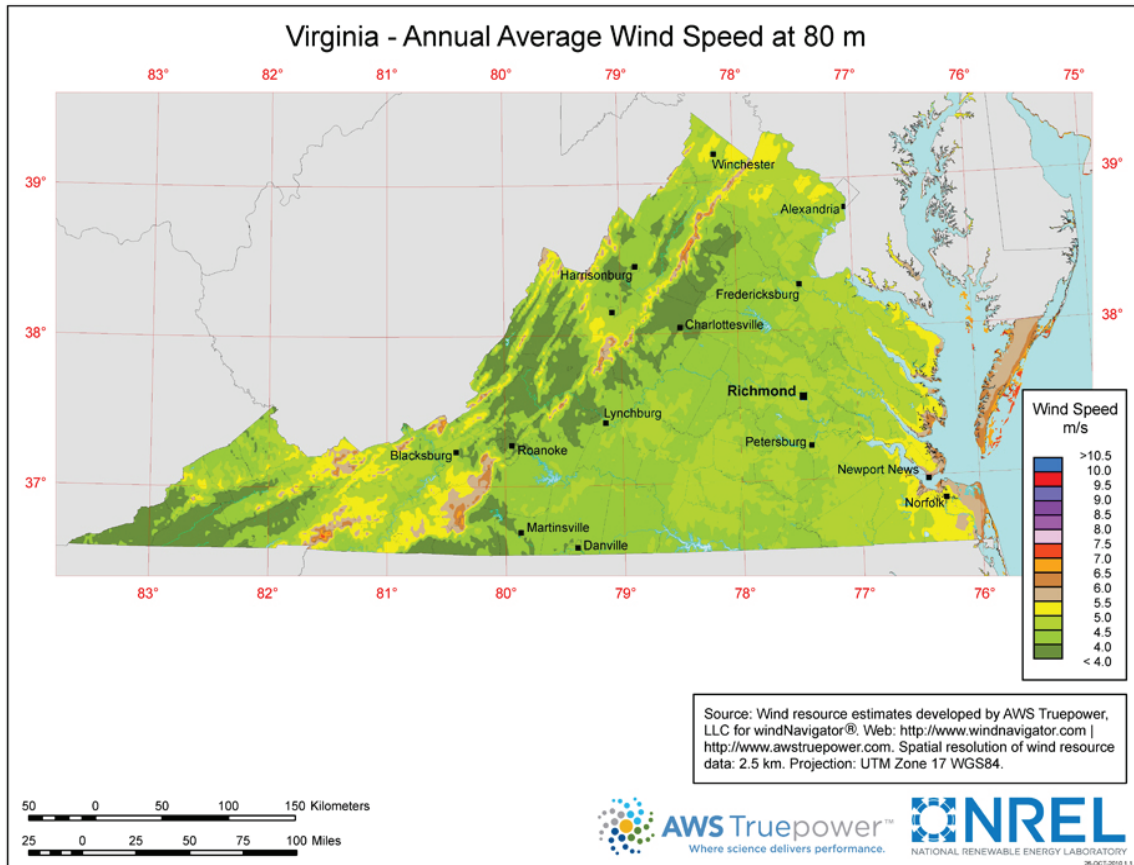 Virginia - Annual Average Wind Speed at 80 m
83° 82° 81° 80° 79° 78° 77° 76° 75°
39° 39°
38° 38°
37° 37°
83° 82° 81° 80° 79° 78° 77° 76°
Winchester
Alexandria
Harrisonburg
Fredericksburg
Charlottesville
Richmond
Lynchburg
Petersburg
Roanoke
Blacksburg
Newport News
Norfolk
Martinsville
Danville
Wind Speed
m/s
>10.5
10.0
9.5
9.0
8.5
8.0
7.5
7.0
6.5
6.0
5.5
5.0
4.5
4.0
< 4.0
Source: Wind resource estimates developed by AWS Truepower,
LLC for windNavigator®. Web: http://www.windnavigator.com |
http://www.awstruepower.com. Spatial resolution of wind resource
data: 2.5 km. Projection: UTM Zone 17 WGS84.
50 0 50 100 150 Kilometers
25 0 25 50 75 100 Miles
AWS Truepower™
Where science delivers performance.
NREL
NATIONAL RENEWABLE ENERGY LABORATORY